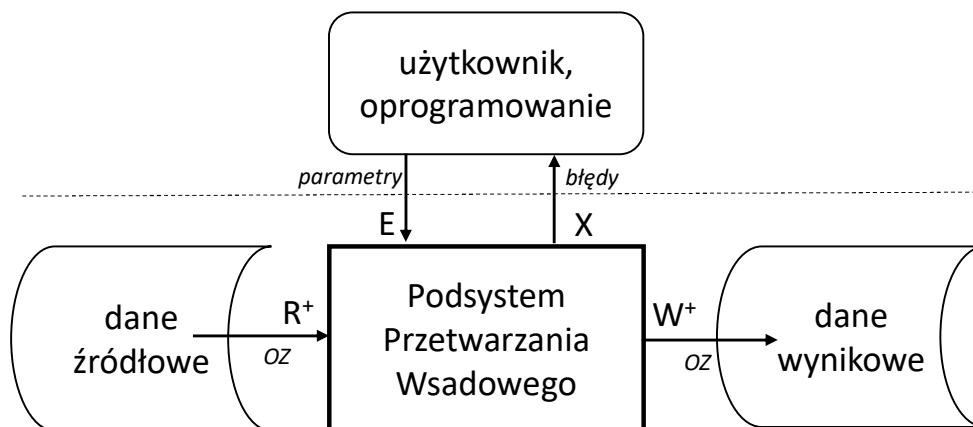 użytkownik,
oprogramowanie
parametry
błędy
E
X
dane
źródłowe
R⁺
OZ
Podsystem
Przetwarzania
Wsadowego
W⁺
OZ
dane
wynikowe